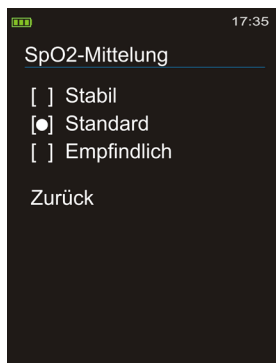 17:35
SpO2-Mittelung
[ ] Stabil
[●] Standard
[ ] Empfindlich
Zurück